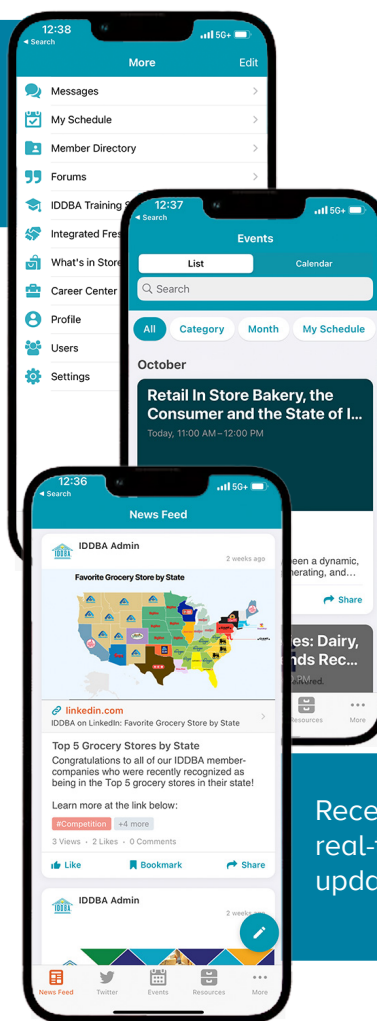 12:38
Search
5G+
More
Edit
Messages
My Schedule
Member Directory
Forums
IDDBA Training
Integrated Fres
What's in Store
Career Center
Profile
Users
Settings
12:37
Search
5G+
Events
List
Calendar
Search
All
Category
Month
My Schedule
October
Retail In Store Bakery, the
Consumer and the State of I...
Today, 11:00 AM – 12:00 PM
been a dynamic,
nerating, and...
Share
es: Dairy,
nds Rec...
PM
Resources
More
12:36
Search
5G+
News Feed
IDDBA Admin
2 weeks ago
Favorite Grocery Store by State
linkedin.com
IDDBA on LinkedIn: Favorite Grocery Store by State
Top 5 Grocery Stores by State
Congratulations to all of our IDDBA member-
companies who were recently recognized as
being in the Top 5 grocery stores in their state!
Learn more at the link below:
#Competition
+4 more
3 Views • 2 Likes • 0 Comments
Like
Bookmark
Share
IDDBA Admin
2 weeks ago
News Feed
Twitter
Events
Resources
More
Rece
real-
upda